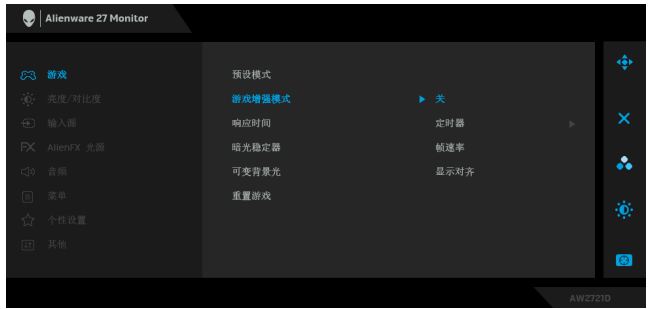 Alienware 27 Monitor
游戏
亮度/对比度
输入源
AlienFX 光源
音频
菜单
个性设置
其他
预设模式
游戏增强模式
响应时间
暗光稳定器
可变背景光
重置游戏
关
定时器
帧速率
显示对齐
AW2721D